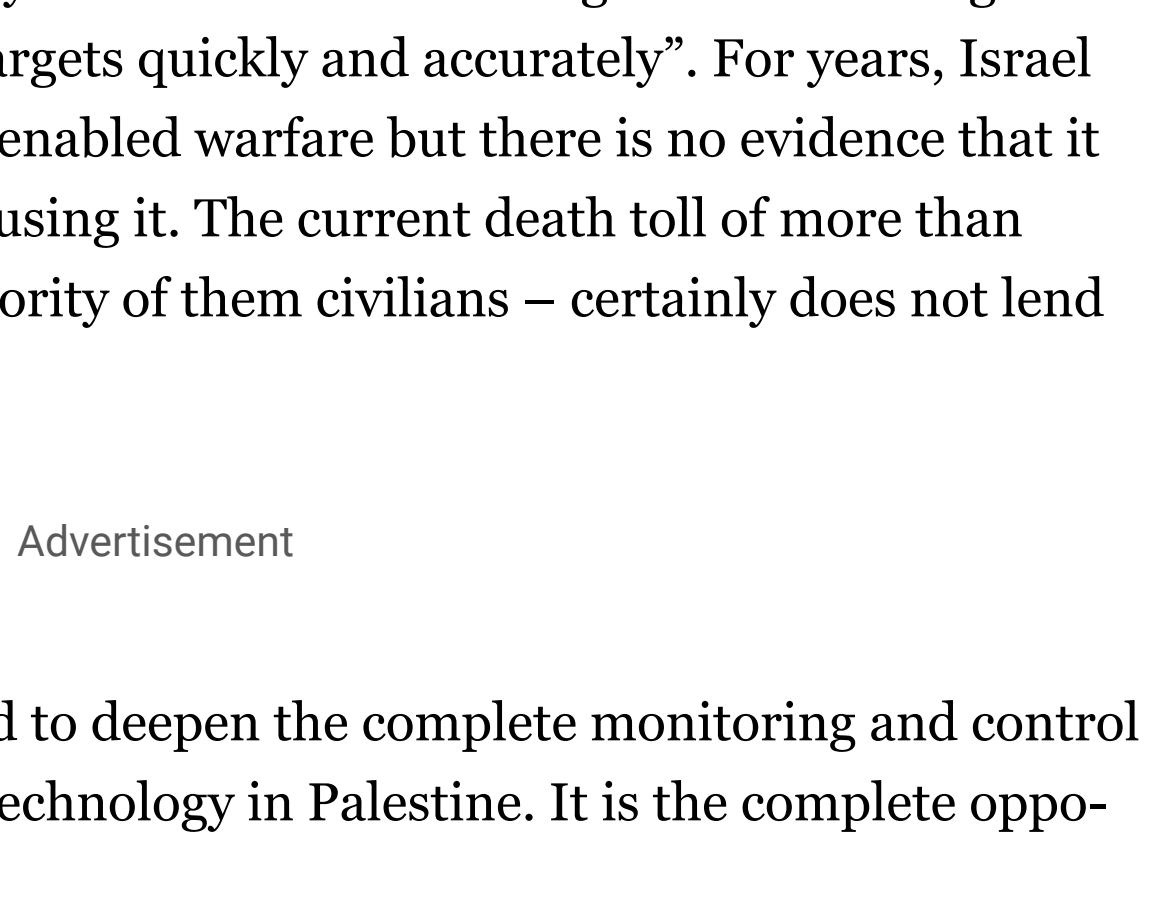 argets quickly and accurately”. For years, Israel
enabled warfare but there is no evidence that it
using it. The current death toll of more than
ority of them civilians – certainly does not lend
Advertisement
d to deepen the complete monitoring and control
echnology in Palestine. It is the complete oppo-